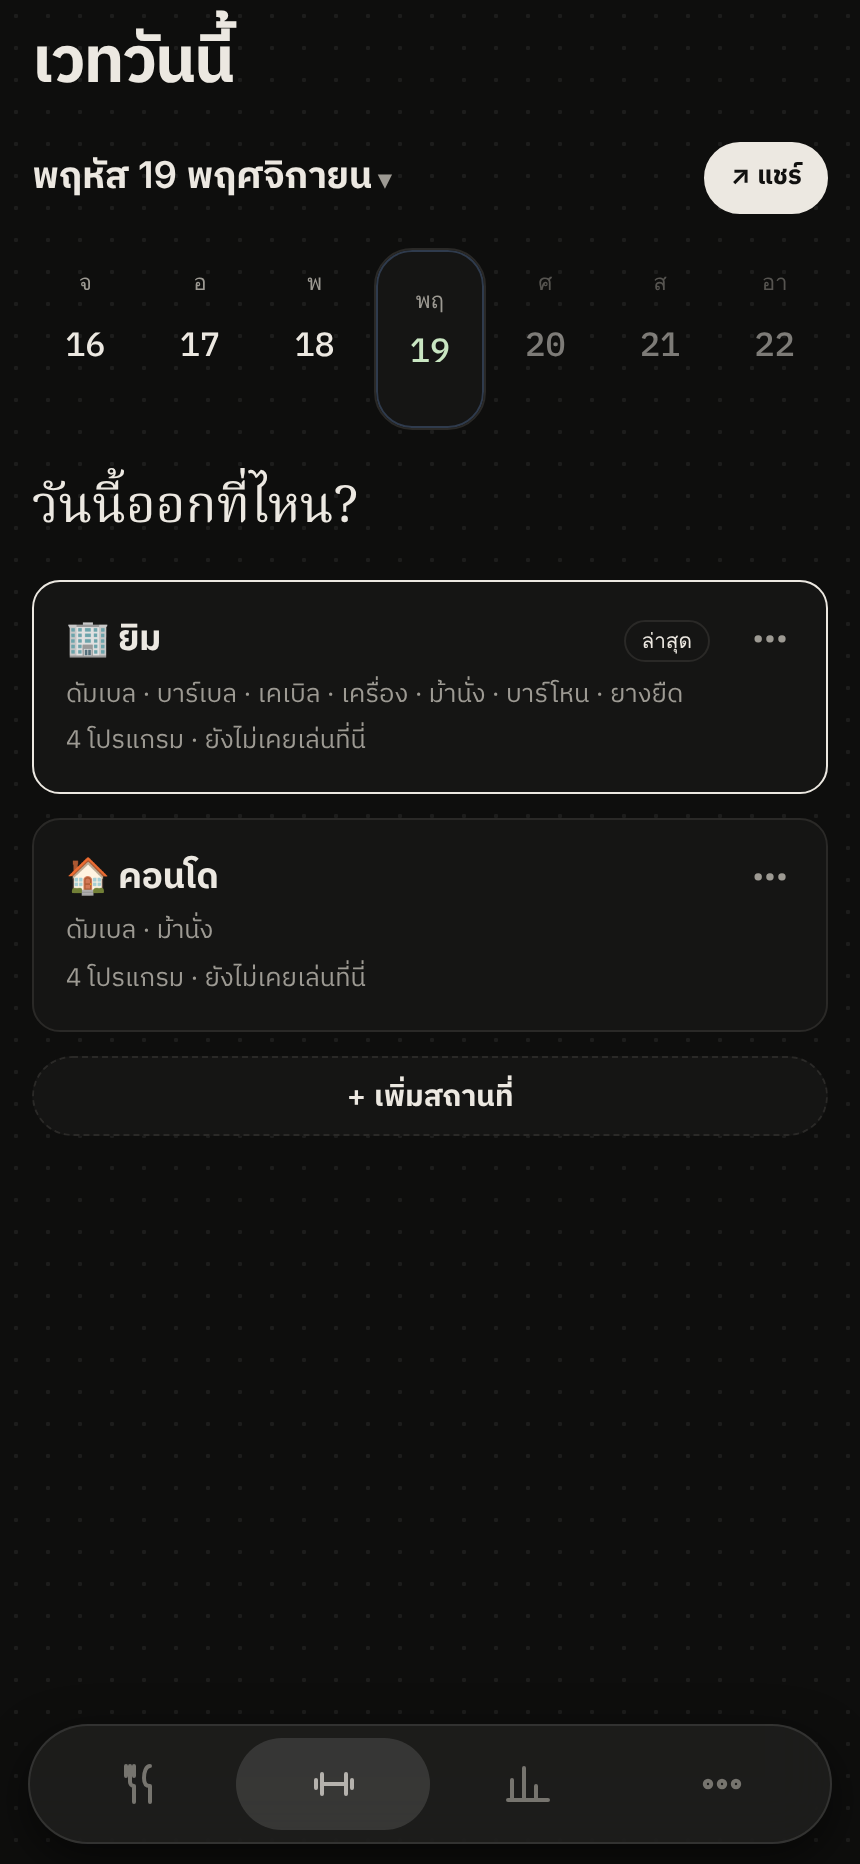 เวทวันนี้
พฤหัส 19 พฤศจิกายน ▾
↗ แชร์
จ อ พ พฤ ศ ส อา
16 17 18 19 20 21 22
วันนี้ออกที่ไหน?
🏢 ยิม
ล่าสุด
ดัมเบล · บาร์เบล · เคเบิล · เครื่อง · ม้านั่ง · บาร์โหน · ยางยืด
4 โปรแกรม · ยังไม่เคยเล่นที่นี่
🏠 คอนโด
ดัมเบล · ม้านั่ง
4 โปรแกรม · ยังไม่เคยเล่นที่นี่
+ เพิ่มสถานที่